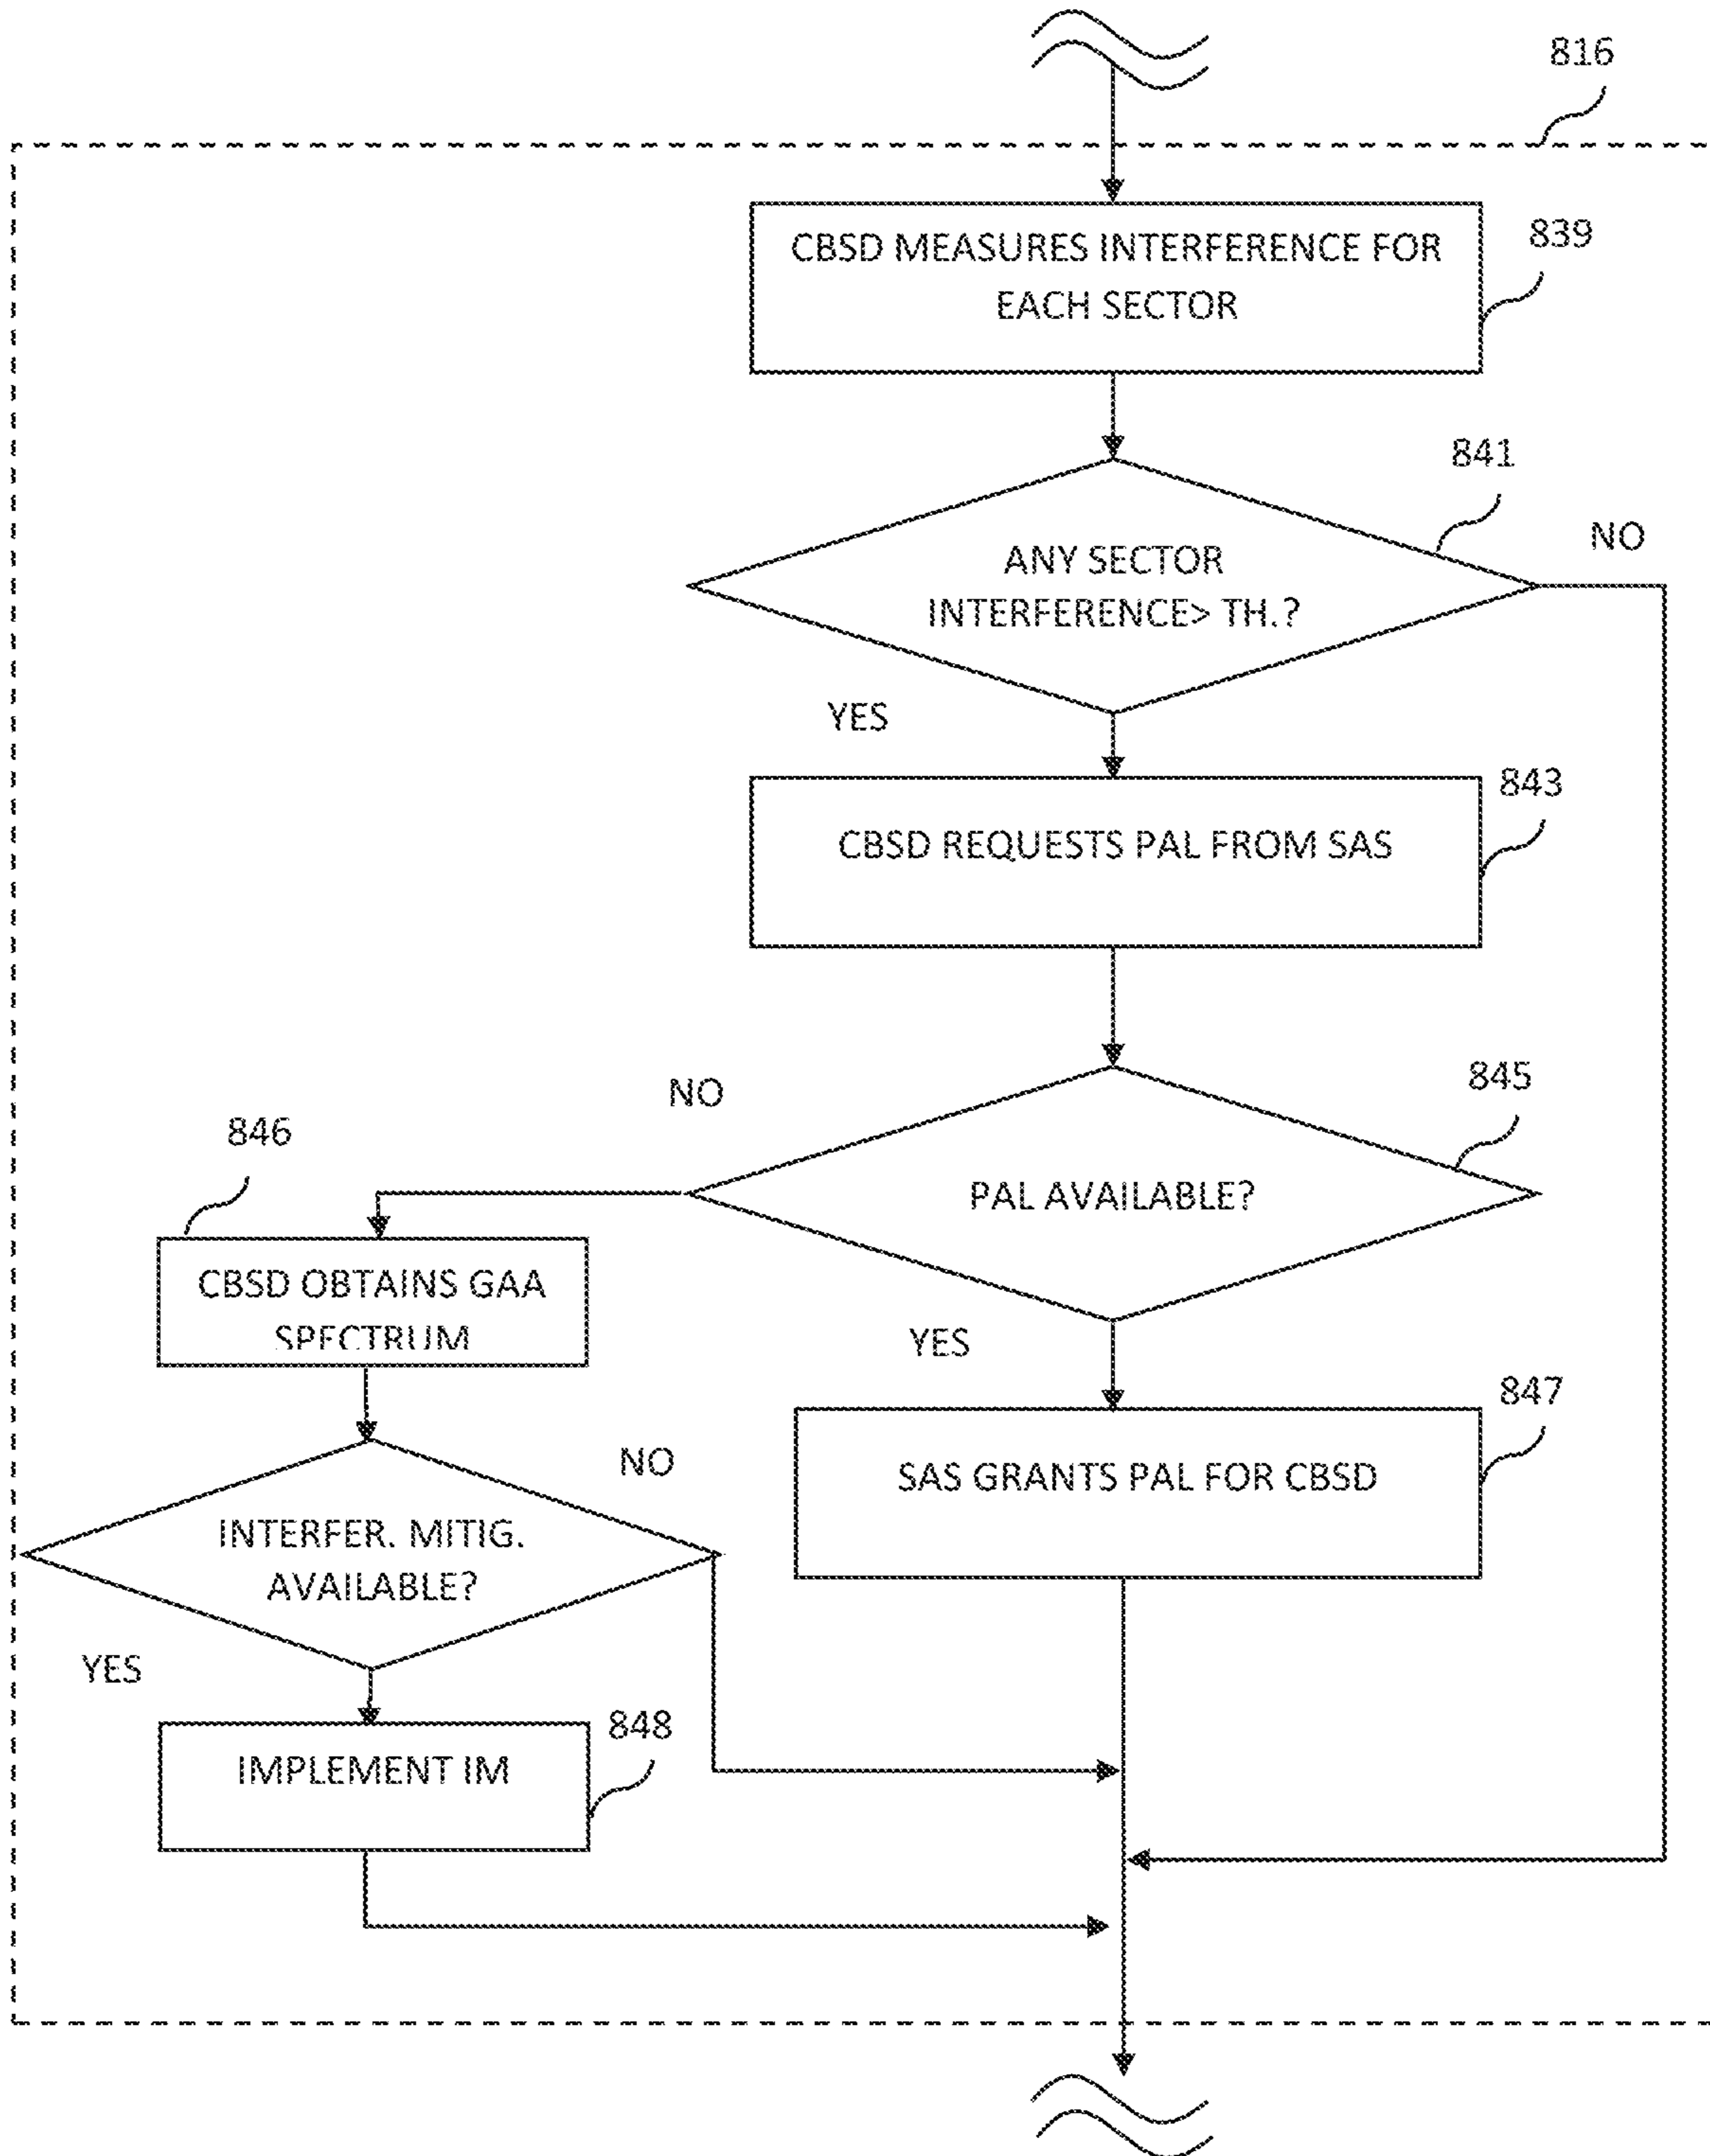 816
CBSD MEASURES INTERFERENCE FOR
EACH SECTOR
839
841
NO
ANY SECTOR
INTERFERENCE> TH.?
YES
843
CBSD REQUESTS PAL FROM SAS
NO
845
846
PAL AVAILABLE?
CBSD OBTAINS GAA
SPECTRUM
YES
847
NO
SAS GRANTS PAL FOR CBSD
INTERFER. MITIG.
AVAILABLE?
YES
848
IMPLEMENT IM